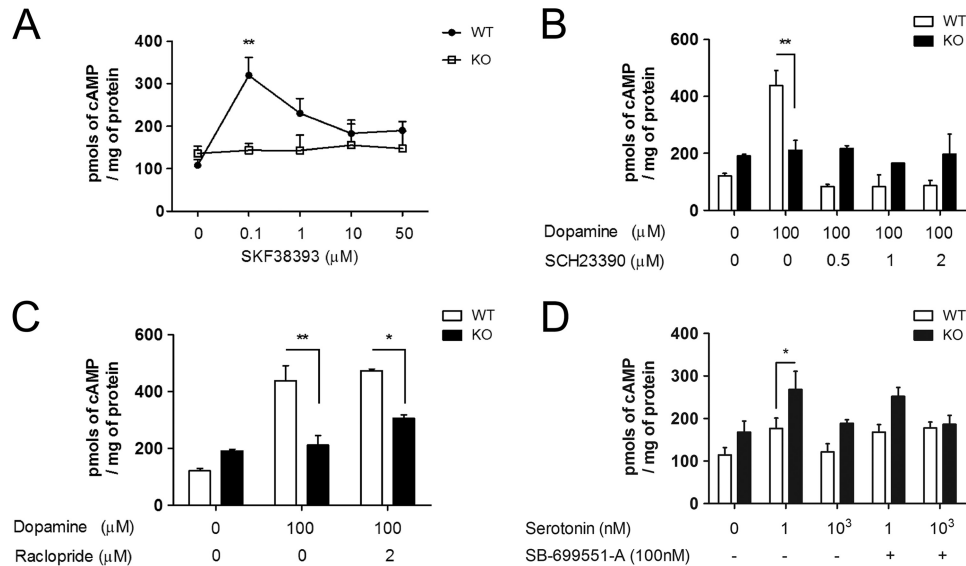 A
400
300
200
100
0
pmols of cAMP
/ mg of protein
**
WT
KO
0 0.1 1 10 50
SKF38393 (μM)
B
600
400
200
0
pmols of cAMP
/ mg of protein
**
WT
KO
Dopamine (μM) 0 100 100 100 100
SCH23390 (μM) 0 0 0.5 1 2
C
600
400
200
0
pmols of cAMP
/ mg of protein
**
*
WT
KO
Dopamine (μM) 0 100 100
Raclopride (μM) 0 0 2
D
400
300
200
100
0
pmols of cAMP
/ mg of protein
*
WT
KO
Serotonin (nM) 0 1 10³ 1 10³
SB-699551-A (100nM) - - - + +